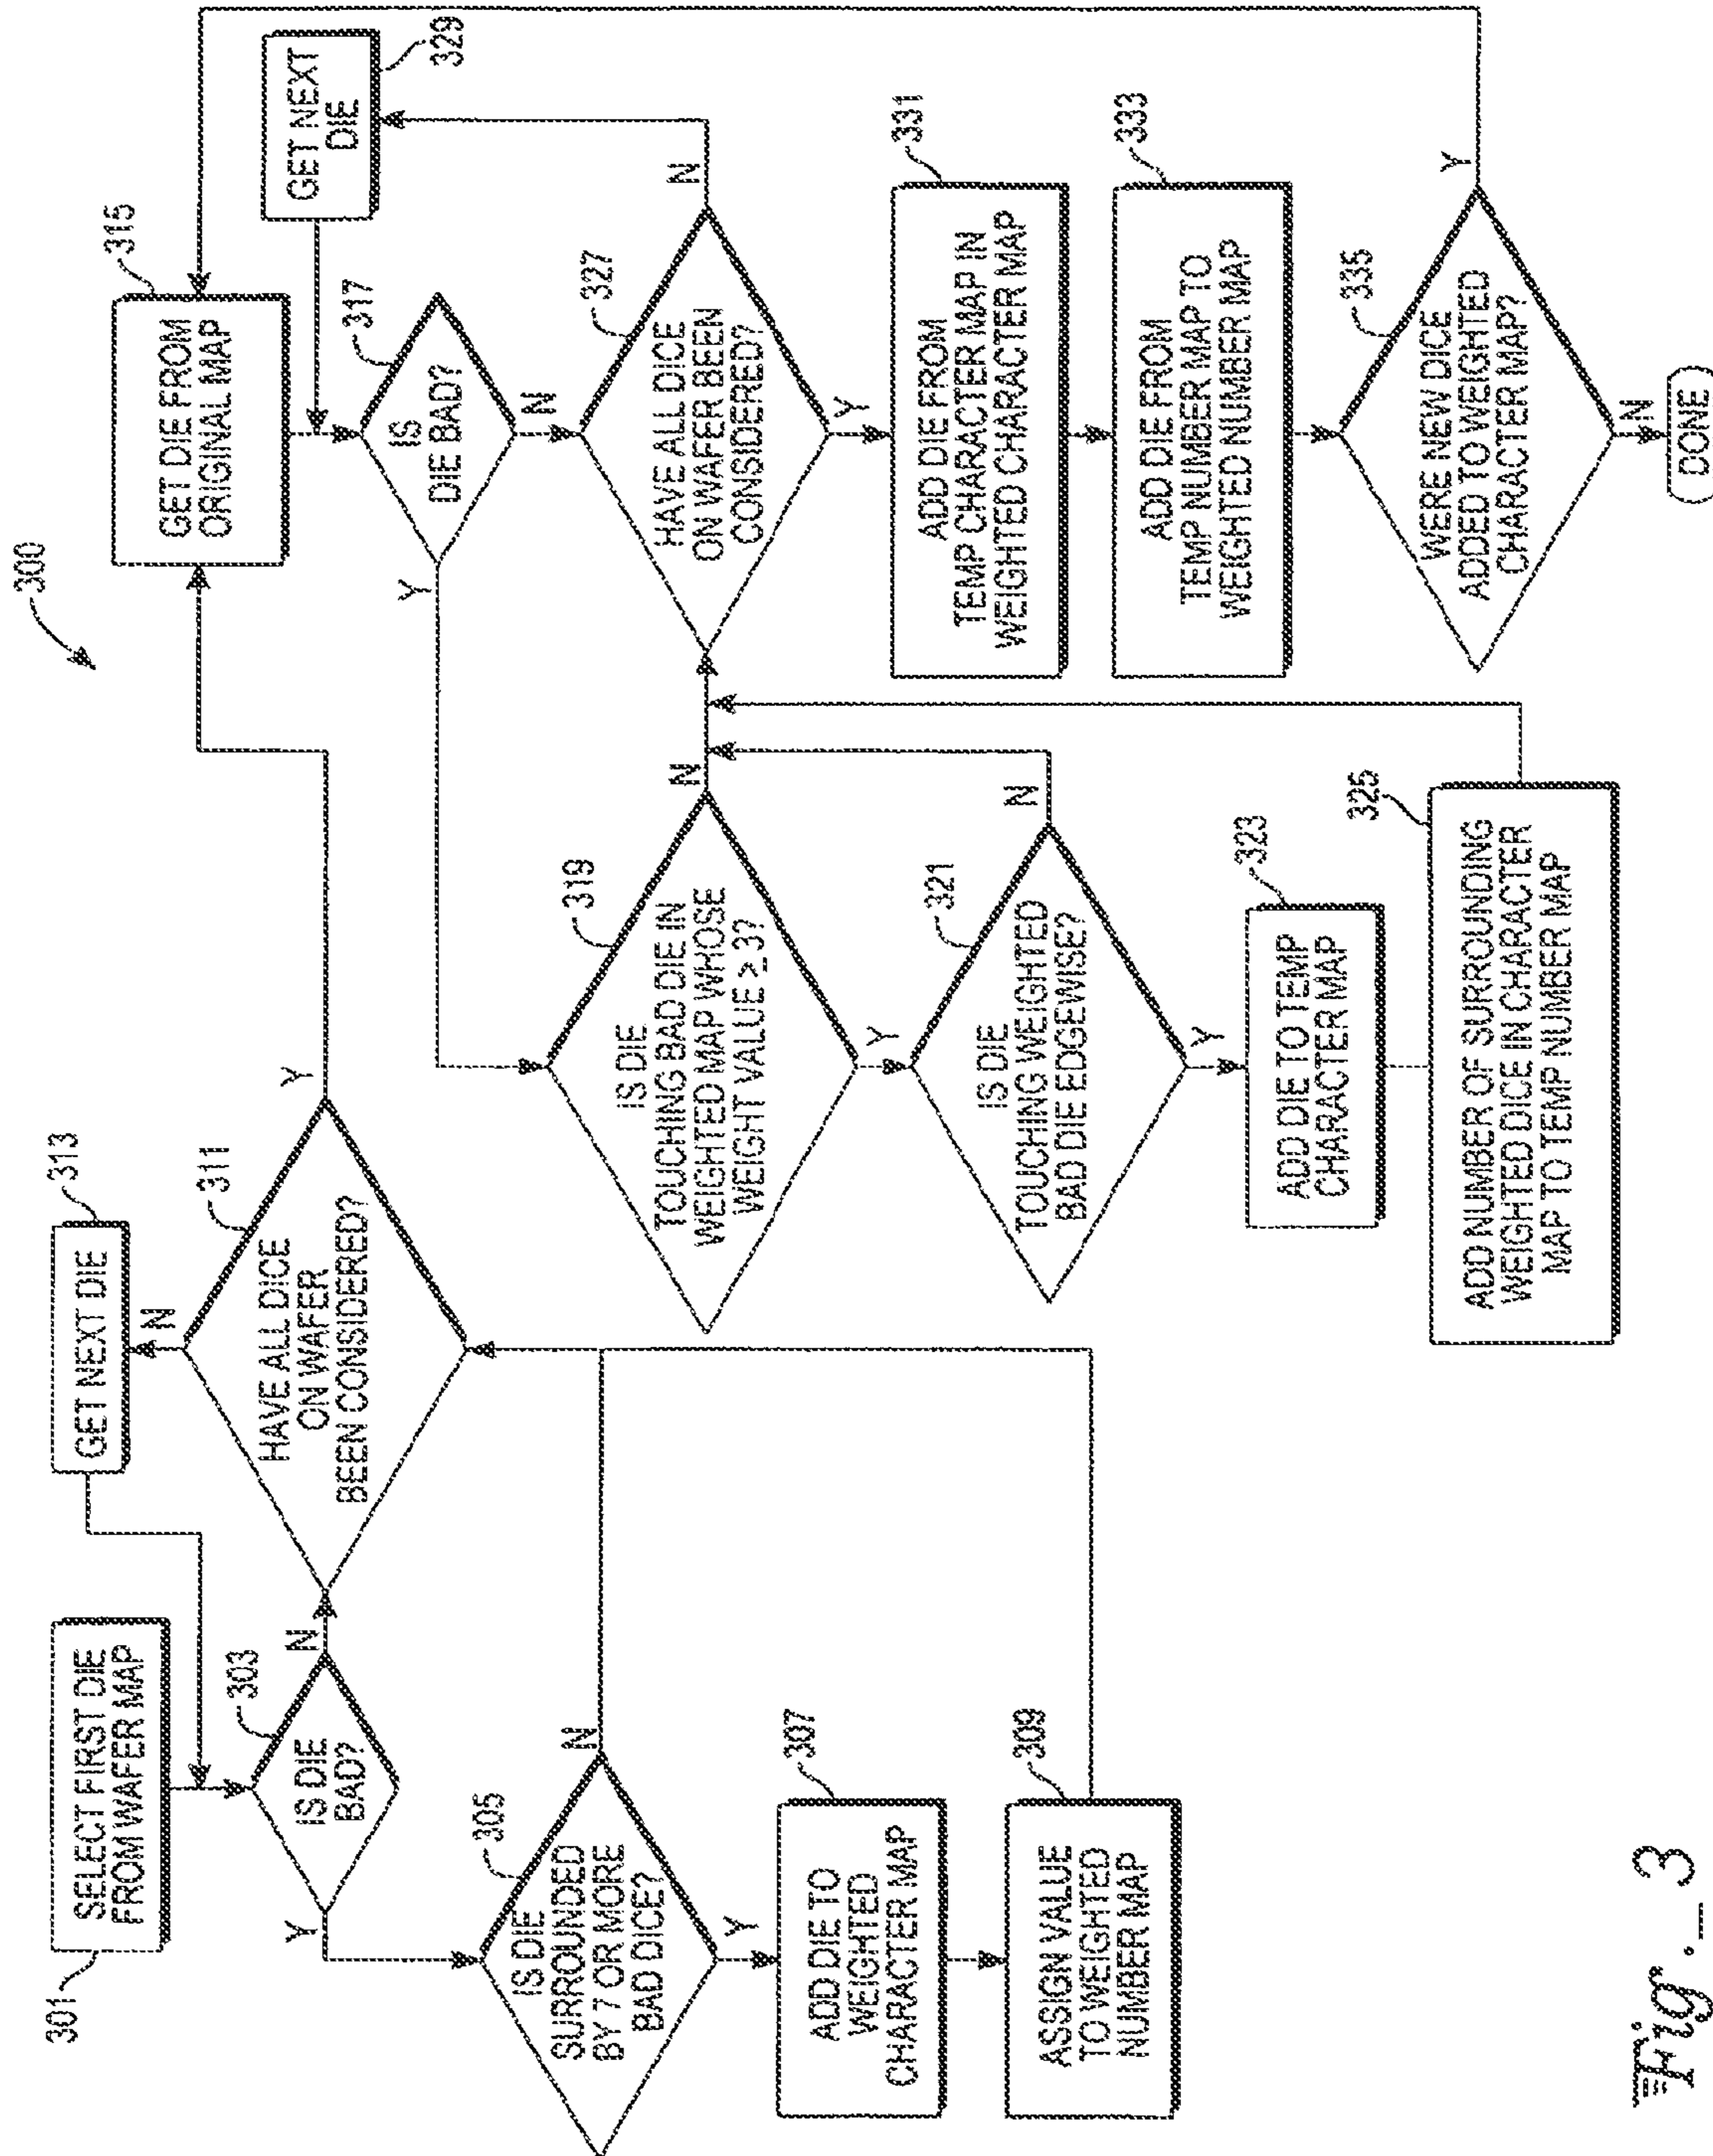 300
301
SELECT FIRST DIE
FROM WAFER MAP
303
IS DIE
BAD?
Y
N
305
IS DIE
SURROUNDED
BY 7 OR MORE
BAD DICE?
N
Y
307
ADD DIE TO
WEIGHTED
CHARACTER MAP
309
ASSIGN VALUE
TO WEIGHTED
NUMBER MAP
313
GET NEXT DIE
N
311
HAVE ALL DICE
ON WAFER
BEEN CONSIDERED?
Y
315
GET DIE FROM
ORIGINAL MAP
317
IS
DIE BAD?
Y
N
319
IS DIE
TOUCHING BAD DIE IN
WEIGHTED MAP WHOSE
WEIGHT VALUE ≥ 3?
N
Y
321
IS DIE
TOUCHING WEIGHTED
BAD DIE EDGEWISE?
N
Y
323
ADD DIE TO TEMP
CHARACTER MAP
325
ADD NUMBER OF SURROUNDING
WEIGHTED DICE IN CHARACTER
MAP TO TEMP NUMBER MAP
329
GET NEXT
DIE
327
HAVE ALL DICE
ON WAFER BEEN
CONSIDERED?
N
Y
331
ADD DIE FROM
TEMP CHARACTER MAP IN
WEIGHTED CHARACTER MAP
333
ADD DIE FROM
TEMP NUMBER MAP TO
WEIGHTED NUMBER MAP
335
WERE NEW DICE
ADDED TO WEIGHTED
CHARACTER MAP?
Y
N
DONE
Fig._3